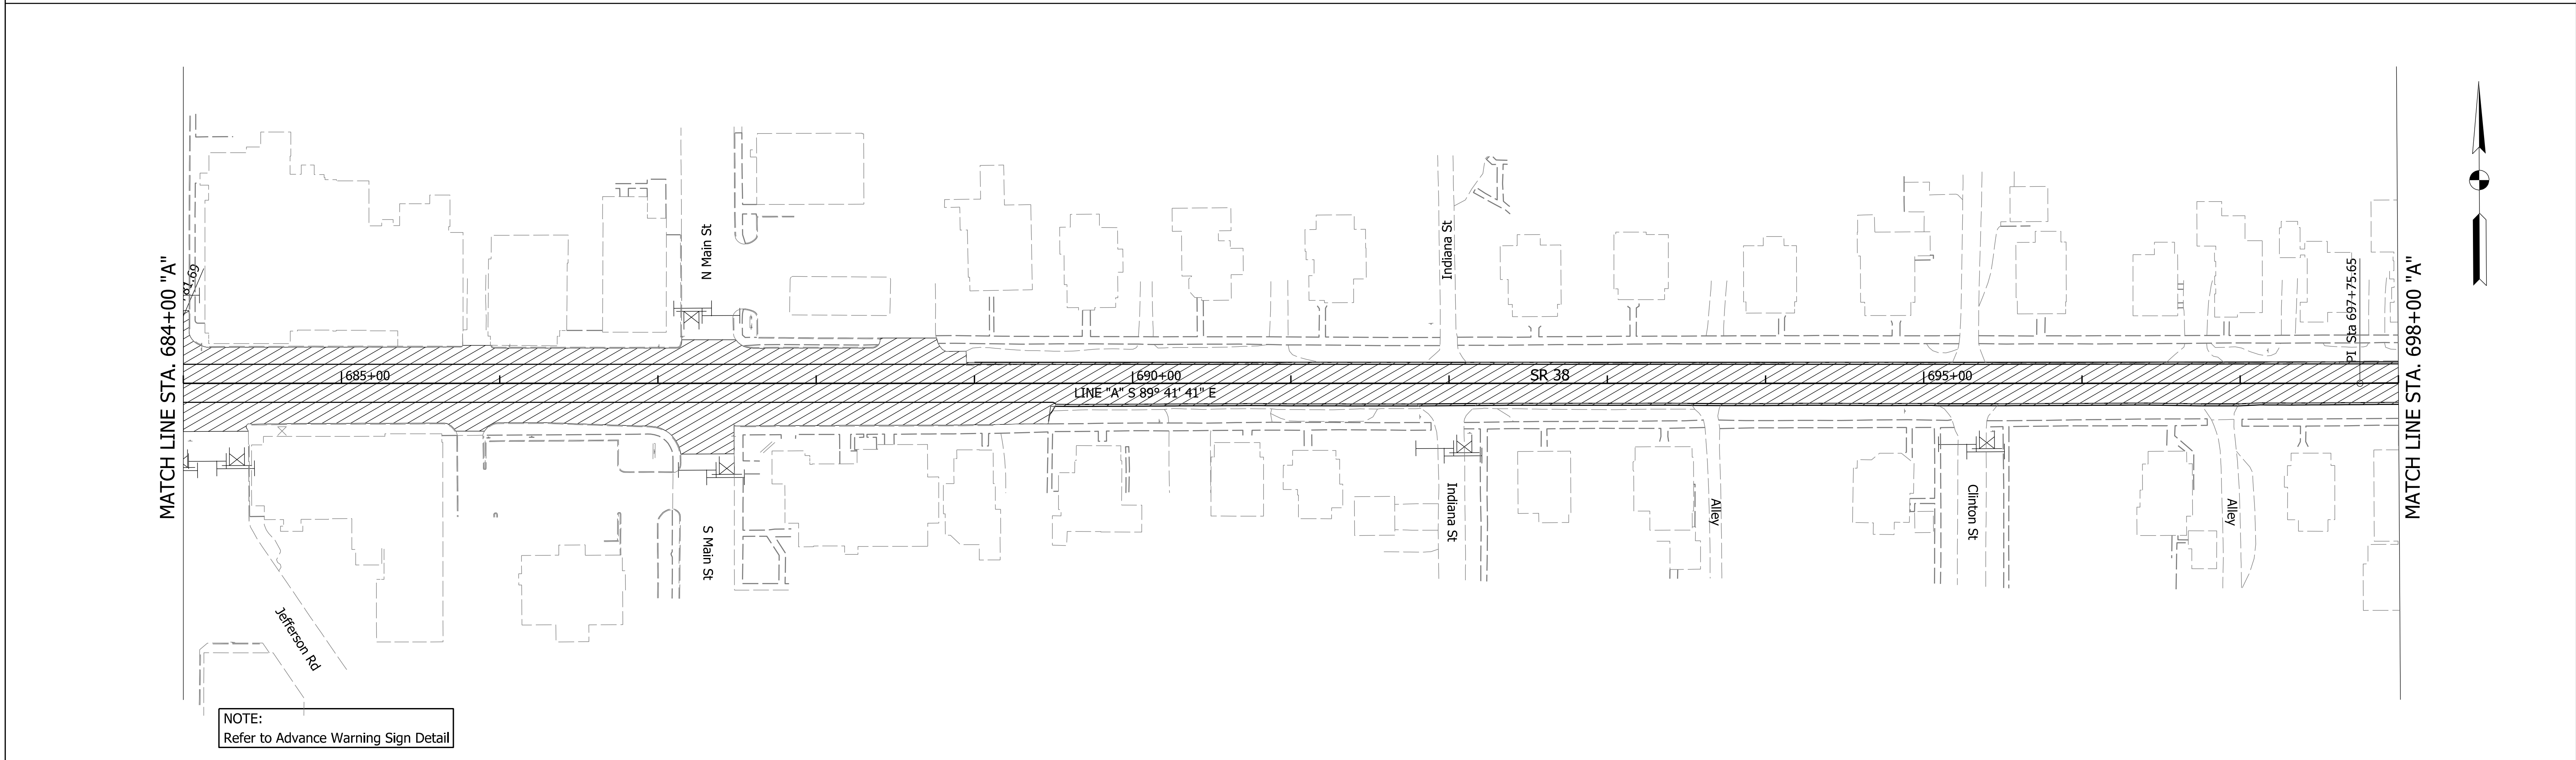 MATCH LINE STA. 684+00 "A"
N Main St
Indiana St
PI Sta 697+75.65
MATCH LINE STA. 698+00 "A"
685+00
690+00
SR 38
695+00
LINE "A" S 89° 41' 41" E
Jefferson Rd
S Main St
Indiana St
Alley
Clinton St
Alley
NOTE:
Refer to Advance Warning Sign Detail